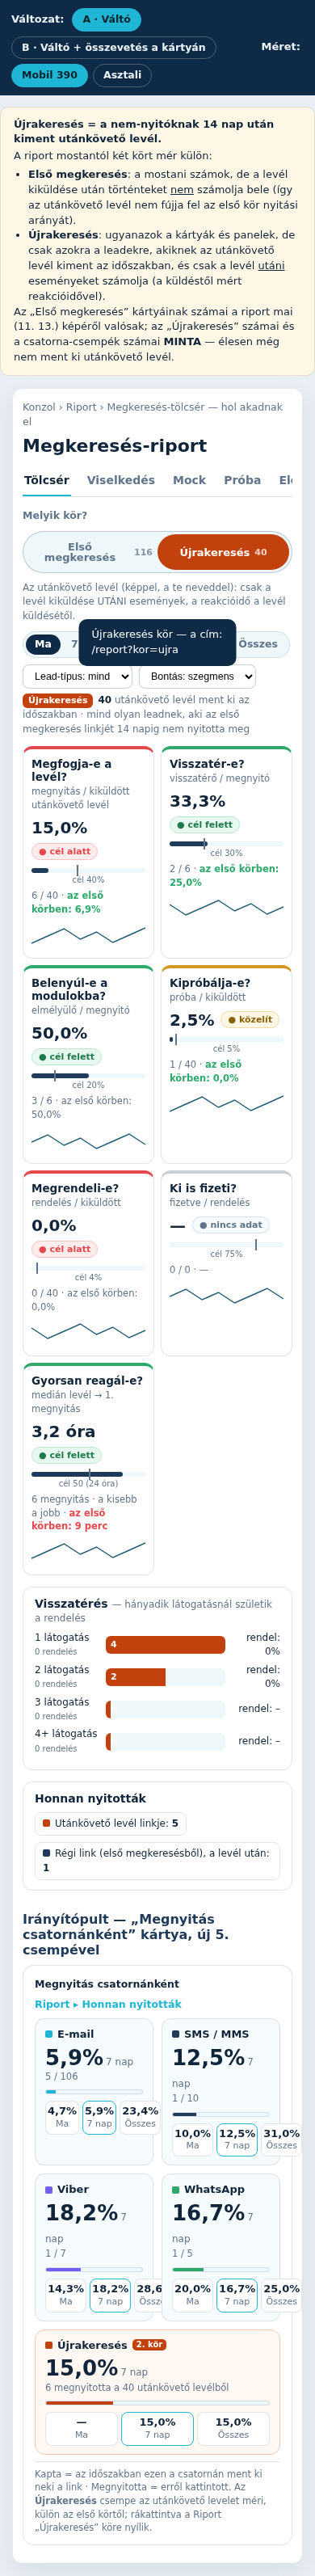 Változat: A · Váltó
B · Váltó + összevetés a kártyán
Méret:
Mobil 390 Asztali
Újrakeresés = a nem-nyitóknak 14 nap után
kiment utánkövető levél.
A riport mostantól két kört mér külön:
• Első megkeresés: a mostani számok, de a levél
kiküldése után történteket nem számolja bele (így
az utánkövető levél nem fújja fel az első kör nyitási
arányát).
• Újrakeresés: ugyanazok a kártyák és panelek, de
csak azokra a leadekre, akiknek az utánkövető
levél kiment az időszakban, és csak a levél utáni
eseményeket számolja (a küldéstől mért
reakcióidővel).
Az „Első megkeresés” kártyáinak számai a riport mai
(11. 13.) képéről valósak; az „Újrakeresés” számai és
a csatorna-csempék számai MINTA — élesen még
nem ment ki utánkövető levél.
Konzol › Riport › Megkeresés-tölcsér — hol akadnak
el
Megkeresés-riport
Tölcsér Viselkedés Mock Próba
Melyik kör?
Első
megkeresés 116
Újrakeresés 40
Az utánkövető levél (képpel, a te neveddel): csak a
levél kiküldése UTÁNI események, a reakcióidő a levél
küldésétől.
Újrakeresés kör — a cím:
/riport?kor=ujra
Ma 7 Összes
Lead-típus: mind Bontás: szegmens
Újrakeresés 40 utánkövető levél ment ki az
időszakban · mind olyan leadnek, aki az első
megkeresés linkjét 14 napig nem nyitotta meg
Megfogja-e a
levél?
megnyitás / kiküldött
utánkövető levél
15,0%
● cél alatt
cél 40%
6 / 40 · az első
körben: 6,9%
Visszatér-e?
visszatérő / megnyitó
33,3%
● cél felett
cél 30%
2 / 6 · az első körben:
25,0%
Belenyúl-e a
modulokba?
elmélyülő / megnyitó
50,0%
● cél felett
cél 20%
3 / 6 · az első körben:
50,0%
Kipróbálja-e?
próba / kiküldött
2,5% ● közelít
cél 5%
1 / 40 · az első
körben: 0,0%
Megrendeli-e?
rendelés / kiküldött
0,0%
● cél alatt
cél 4%
0 / 40 · az első körben:
0,0%
Ki is fizeti?
fizetve / rendelés
— ● nincs adat
cél 75%
0 / 0 · —
Gyorsan reagál-e?
medián levél → 1.
megnyitás
3,2 óra
● cél felett
cél 50 (24 óra)
6 megnyitás · a kisebb
a jobb · az első
körben: 9 perc
Visszatérés — hányadik látogatásnál születik
a rendelés
1 látogatás
0 rendelés
4
rendel:
0%
2 látogatás
0 rendelés
2
rendel:
0%
3 látogatás
0 rendelés
rendel: –
4+ látogatás
0 rendelés
rendel: –
Honnan nyitották
Utánkövető levél linkje: 5
Régi link (első megkeresésből), a levél után:
1
Irányítópult — „Megnyitás
csatornánként” kártya, új 5.
csempével
Megnyitás csatornánként
Riport ▸ Honnan nyitották
E-mail
5,9% 7 nap
5 / 106
4,7% Ma
5,9% 7 nap
23,4% Összes
SMS / MMS
12,5% 7
nap
1 / 10
10,0% Ma
12,5% 7 nap
31,0% Összes
Viber
18,2% 7
nap
1 / 7
14,3% Ma
18,2% 7 nap
WhatsApp
16,7% 7
nap
1 / 5
20,0% Ma
16,7% 7 nap
25,0% Összes
Újrakeresés 2. kör
15,0% 7 nap
6 megnyitotta a 40 utánkövető levélből
— Ma
15,0% 7 nap
15,0% Összes
Kapta = az időszakban ezen a csatornán ment ki
neki a link · Megnyitotta = erről kattintott. Az
Újrakeresés csempe az utánkövető levelet méri,
külön az első körtől; rákattintva a Riport
„Újrakeresés” köre nyílik.